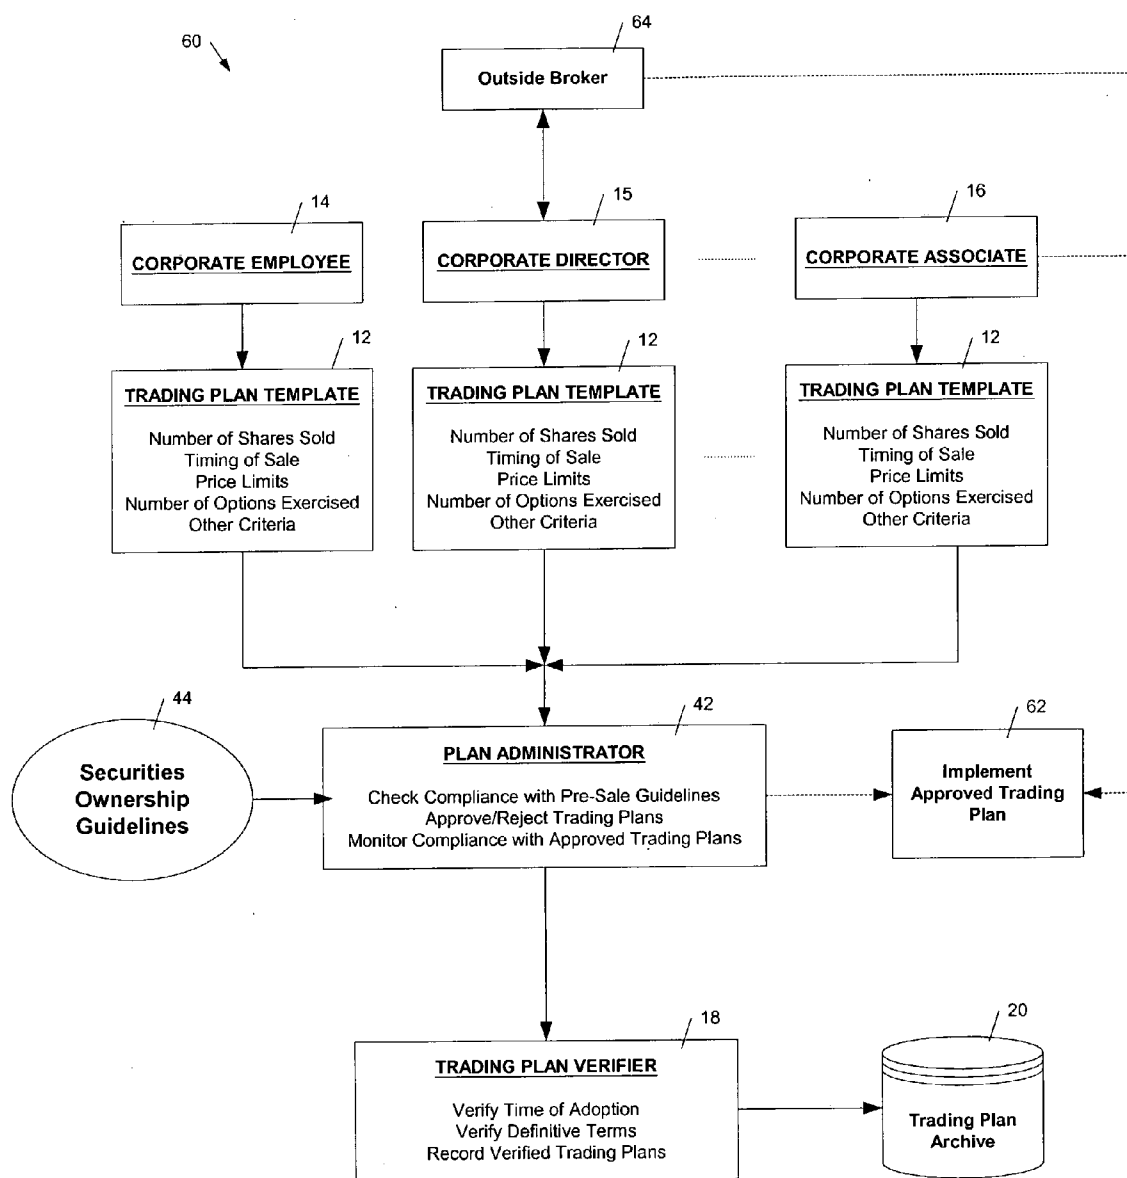 60
64
Outside Broker
14
15
16
CORPORATE EMPLOYEE
CORPORATE DIRECTOR
CORPORATE ASSOCIATE
12
12
12
TRADING PLAN TEMPLATE
Number of Shares Sold
Timing of Sale
Price Limits
Number of Options Exercised
Other Criteria
TRADING PLAN TEMPLATE
Number of Shares Sold
Timing of Sale
Price Limits
Number of Options Exercised
Other Criteria
TRADING PLAN TEMPLATE
Number of Shares Sold
Timing of Sale
Price Limits
Number of Options Exercised
Other Criteria
44
Securities
Ownership
Guidelines
42
PLAN ADMINISTRATOR
Check Compliance with Pre-Sale Guidelines
Approve/Reject Trading Plans
Monitor Compliance with Approved Trading Plans
62
Implement
Approved Trading
Plan
18
TRADING PLAN VERIFIER
Verify Time of Adoption
Verify Definitive Terms
Record Verified Trading Plans
20
Trading Plan
Archive